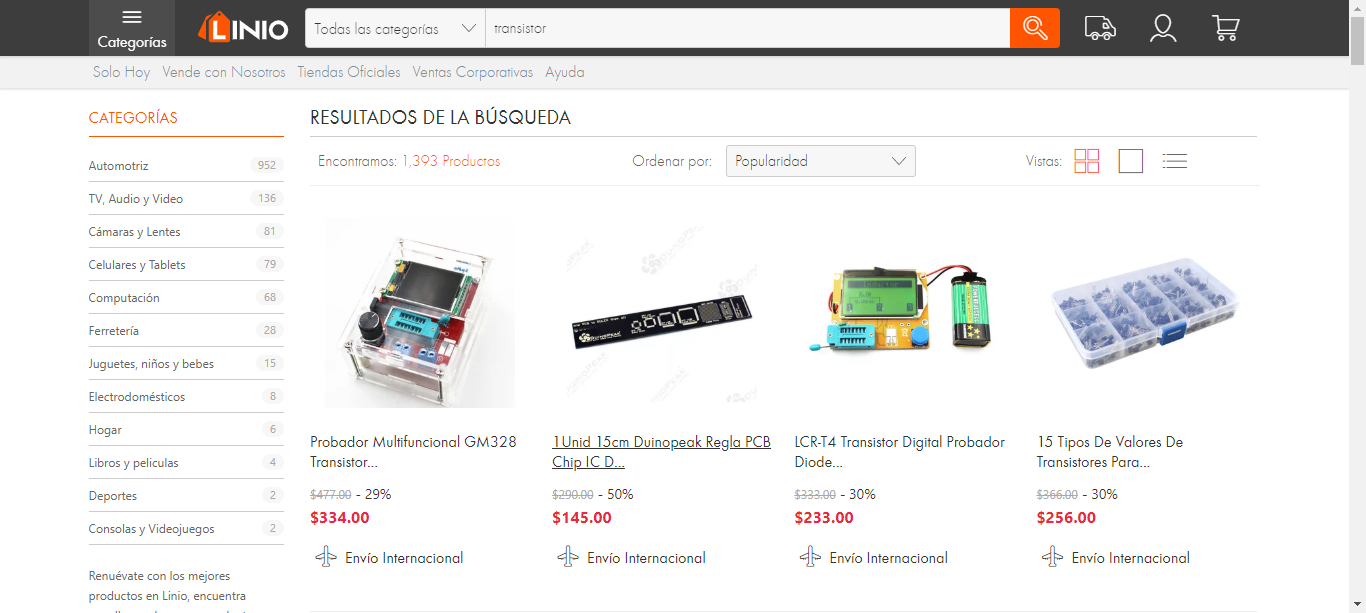 Categorías
LINIO
Todas las categorías
transistor
Solo Hoy Vende con Nosotros Tiendas Oficiales Ventas Corporativas Ayuda
CATEGORÍAS
Automotriz 952
TV, Audio y Video 136
Cámaras y Lentes 81
Celulares y Tablets 79
Computación 68
Ferretería 28
Juguetes, niños y bebes 15
Electrodomésticos 8
Hogar 6
Libros y peliculas 4
Deportes 2
Consolas y Videojuegos 2
Renuévate con los mejores
productos en Linio, encuentra
RESULTADOS DE LA BÚSQUEDA
Encontramos: 1,393 Productos
Ordenar por: Popularidad
Vistas:
Probador Multifuncional GM328
Transistor...
$477.00 - 29%
$334.00
Envío Internacional
1Unid 15cm Duinopeak Regla PCB
Chip IC D...
$290.00 - 50%
$145.00
Envío Internacional
LCR-T4 Transistor Digital Probador
Diode...
$333.00 - 30%
$233.00
Envío Internacional
15 Tipos De Valores De
Transistores Para...
$366.00 - 30%
$256.00
Envío Internacional